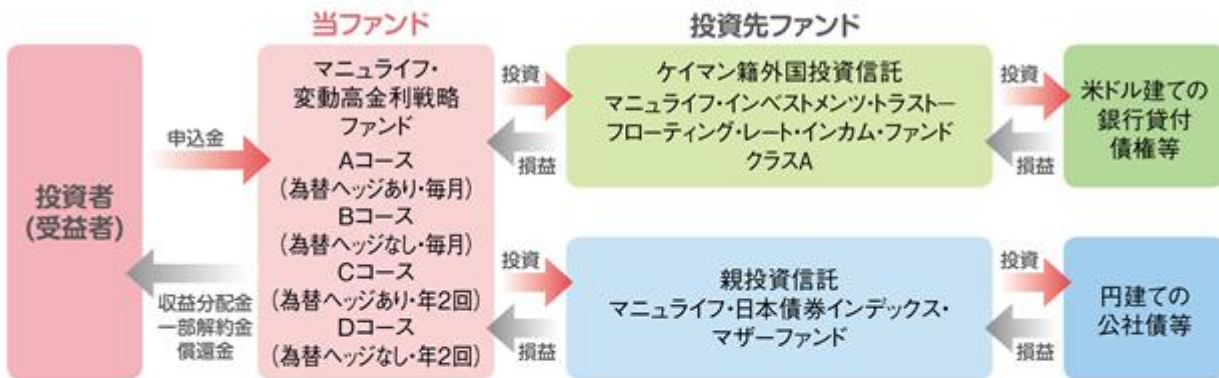 当ファンド
投資先ファンド
投資者
(受益者)
申込金
収益分配金
一部解約金
償還金
マニュライフ・
変動高金利戦略
ファンド
Aコース
(為替ヘッジあり・毎月)
Bコース
(為替ヘッジなし・毎月)
Cコース
(為替ヘッジあり・年2回)
Dコース
(為替ヘッジなし・年2回)
投資
損益
ケイマン籍外国投資信託
マニュライフ・インベストメンツ・トラストー
フローティング・レート・インカム・ファンド
クラスA
投資
損益
米ドル建ての
銀行貸付
債権等
投資
損益
親投資信託
マニュライフ・日本債券インデックス・
マザーファンド
投資
損益
円建ての
公社債等